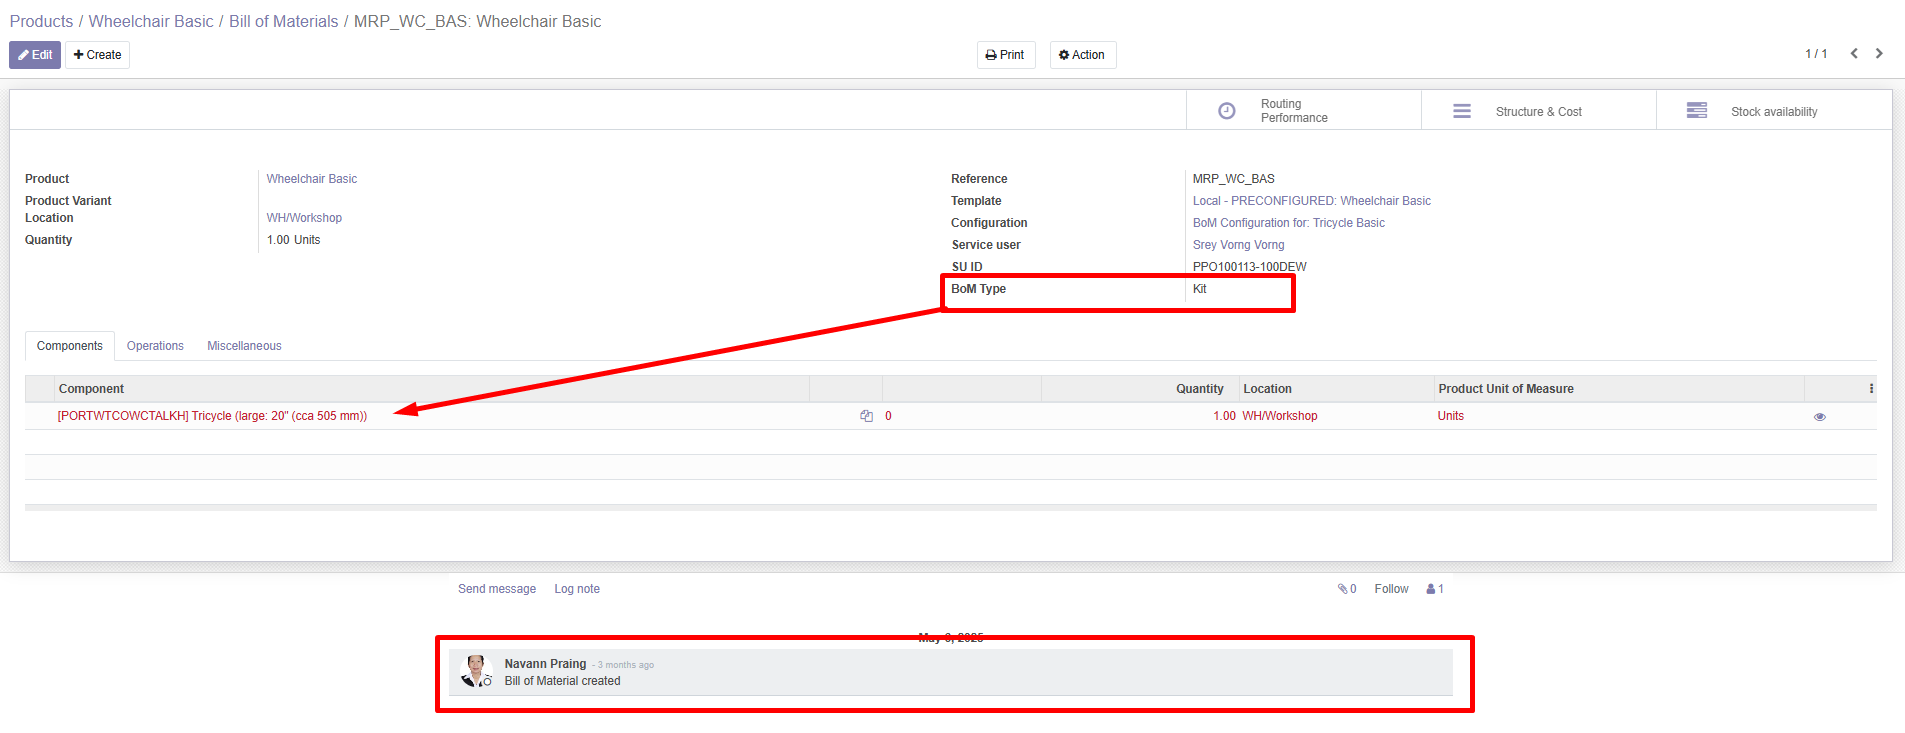 Products / Wheelchair Basic / Bill of Materials / MRP_WC_BAS: Wheelchair Basic
Edit + Create Print Action 1 / 1
Routing Performance
Structure & Cost
Stock availability
Product Wheelchair Basic
Product Variant
Location WH/Workshop
Quantity 1.00 Units
Reference MRP_WC_BAS
Template Local - PRECONFIGURED: Wheelchair Basic
Configuration BoM Configuration for: Tricycle Basic
Service user Srey Vorng Vorng
SU ID PPO100113-100DEW
BoM Type Kit
Components Operations Miscellaneous
Component Quantity Location Product Unit of Measure
[PORTWTCOWCTALKH] Tricycle (large: 20" (cca 505 mm)) 0 1.00 WH/Workshop Units
Send message Log note 0 Follow 1
Navann Praing - 3 months ago
Bill of Material created